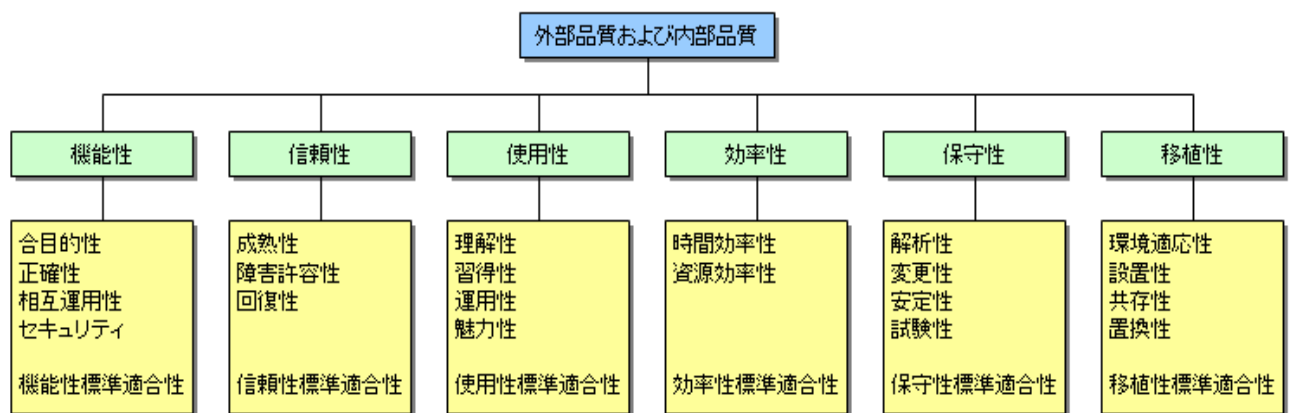 外部品質および内部品質
機能性
信頼性
使用性
効率性
保守性
移植性
合目的性
正確性
相互運用性
セキュリティ
機能性標準適合性
成熟性
障害許容性
回復性
信頼性標準適合性
理解性
習得性
運用性
魅力性
使用性標準適合性
時間効率性
資源効率性
効率性標準適合性
解析性
変更性
安定性
試験性
保守性標準適合性
環境適応性
設置性
共存性
置換性
移植性標準適合性